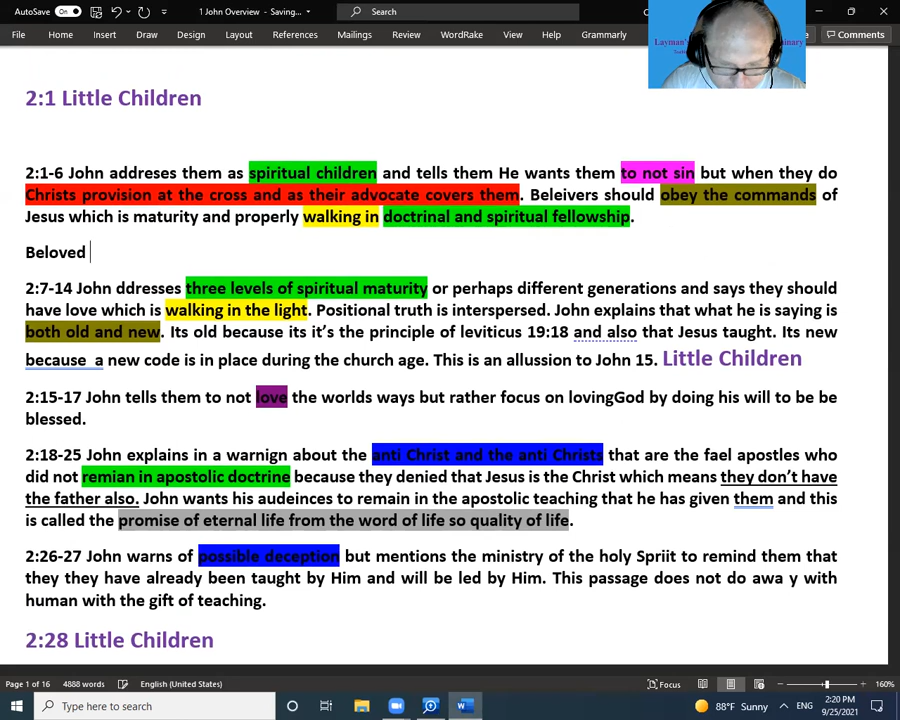 AutoSave On 1 John Overview - Saving... Search
File Home Insert Draw Design Layout References Mailings Review WordRake View Help Grammarly Comments
Layman's inary
2:1 Little Children
2:1-6 John addreses them as spiritual children and tells them He wants them to not sin but when they do
Christs provision at the cross and as their advocate covers them. Beleivers should obey the commands of
Jesus which is maturity and properly walking in doctrinal and spiritual fellowship.
Beloved
2:7-14 John ddresses three levels of spiritual maturity or perhaps different generations and says they should
have love which is walking in the light. Positional truth is interspersed. John explains that what he is saying is
both old and new. Its old because its it's the principle of leviticus 19:18 and also that Jesus taught. Its new
because a new code is in place during the church age. This is an allussion to John 15. Little Children
2:15-17 John tells them to not love the worlds ways but rather focus on lovingGod by doing his will to be be
blessed.
2:18-25 John explains in a warnign about the anti Christ and the anti Christs that are the fael apostles who
did not remian in apostolic doctrine because they denied that Jesus is the Christ which means they don't have
the father also. John wants his audeinces to remain in the apostolic teaching that he has given them and this
is called the promise of eternal life from the word of life so quality of life.
2:26-27 John warns of possible deception but mentions the ministry of the holy Spriit to remind them that
they they have already been taught by Him and will be led by Him. This passage does not do awa y with
human with the gift of teaching.
2:28 Little Children
Page 1 of 16 4888 words English (United States) Focus 160%
Type here to search 88°F Sunny ENG 2:20 PM
9/25/2021